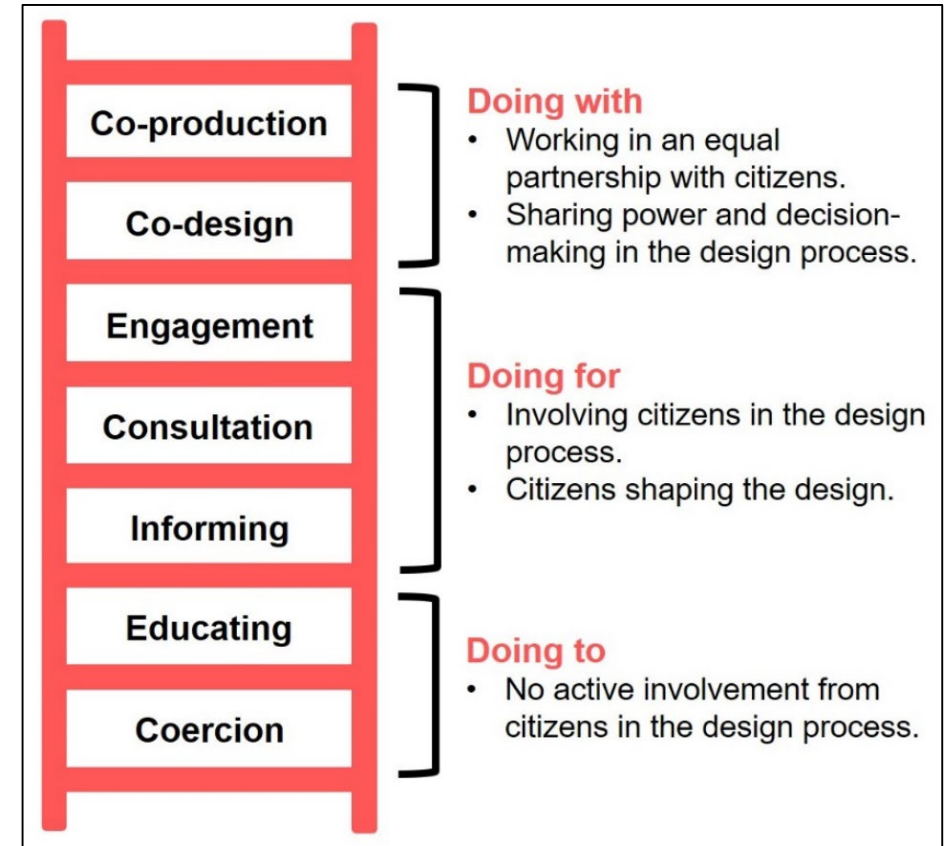 Co-production
Co-design
Engagement
Consultation
Informing
Educating
Coercion
Doing with
• Working in an equal
partnership with citizens.
• Sharing power and decision-
making in the design process.
Doing for
• Involving citizens in the design
process.
• Citizens shaping the design.
Doing to
• No active involvement from
citizens in the design process.